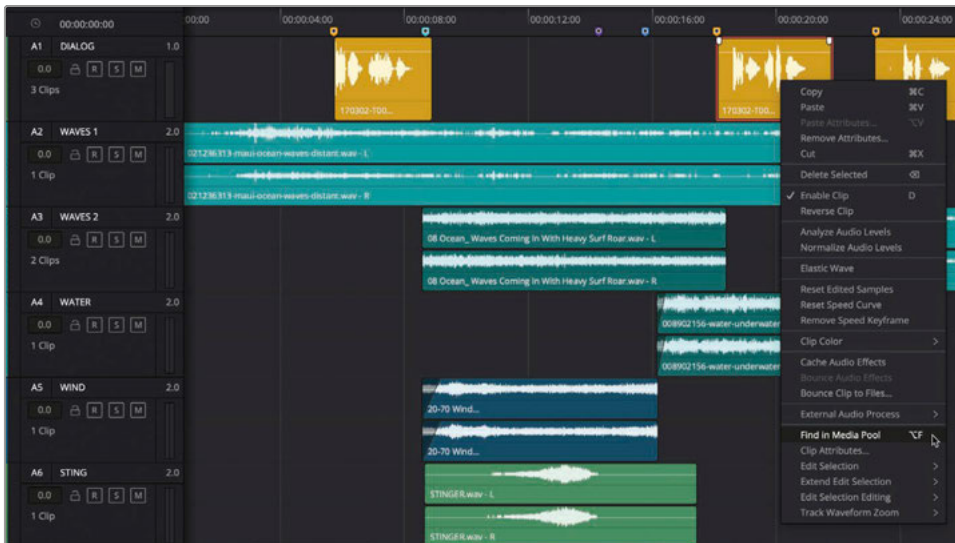 00:00:00:00
00:00 00:00:04:00 00:00:08:00 00:00:12:00 00:00:16:00 00:00:20:00 00:00:24:00
A1 DIALOG 1.0
0.0 R S M
3 Clips
170302-T00...
170302-T00...
A2 WAVES 1 2.0
0.0 R S M
1 Clip
021236313-maui-ocean-waves-distant.wav - L
021236313-maui-ocean-waves-distant.wav - R
A3 WAVES 2 2.0
0.0 R S M
2 Clips
08 Ocean_ Waves Coming In With Heavy Surf Roar.wav - L
08 Ocean_ Waves Coming In With Heavy Surf Roar.wav - R
A4 WATER 2.0
0.0 R S M
1 Clip
008902156-water-underwater
008902156-water-underwater
A5 WIND 2.0
0.0 R S M
1 Clip
20-70 Wind...
20-70 Wind...
A6 STING 2.0
0.0 R S M
1 Clip
STINGER.wav - L
STINGER.wav - R
Copy ⌘C
Paste ⌘V
Paste Attributes... ⌥V
Remove Attributes...
Cut ⌘X
Delete Selected ⌫
✓ Enable Clip D
Reverse Clip
Analyze Audio Levels
Normalize Audio Levels
Elastic Wave
Reset Edited Samples
Reset Speed Curve
Remove Speed Keyframe
Clip Color >
Cache Audio Effects
Bounce Audio Effects
Bounce Clip to Files...
External Audio Process >
Find in Media Pool ⌥F
Clip Attributes...
Edit Selection >
Extend Edit Selection >
Edit Selection Editing >
Track Waveform Zoom >